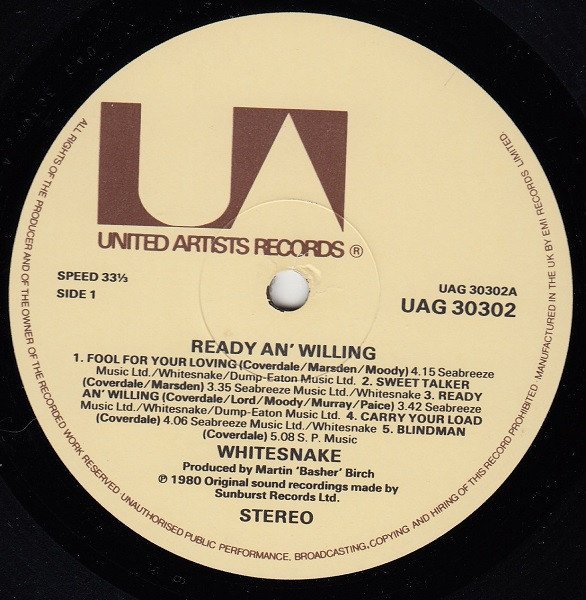 UA
UNITED ARTISTS RECORDS ®
SPEED 33⅓
SIDE 1
UAG 30302A
UAG 30302
READY AN' WILLING
1. FOOL FOR YOUR LOVING (Coverdale/Marsden/Moody) 4.15 Seabreeze
Music Ltd./Whitesnake/Dump-Eaton Music Ltd. 2. SWEET TALKER
(Coverdale/Marsden) 3.35 Seabreeze Music Ltd./Whitesnake 3. READY
AN' WILLING (Coverdale/Lord/Moody/Murray/Paice) 3.42 Seabreeze
Music Ltd./Whitesnake/Dump-Eaton Music Ltd. 4. CARRY YOUR LOAD
(Coverdale) 4.06 Seabreeze Music Ltd./Whitesnake 5. BLINDMAN
(Coverdale) 5.08 S. P. Music
WHITESNAKE
Produced by Martin 'Basher' Birch
℗ 1980 Original sound recordings made by
Sunburst Records Ltd.
STEREO
ALL RIGHTS OF THE PRODUCER AND OF THE OWNER OF THE RECORDED WORK RESERVED. UNAUTHORISED PUBLIC PERFORMANCE, BROADCASTING, COPYING AND HIRING OF THIS RECORD PROHIBITED. MANUFACTURED IN THE UK BY EMI RECORDS LIMITED.